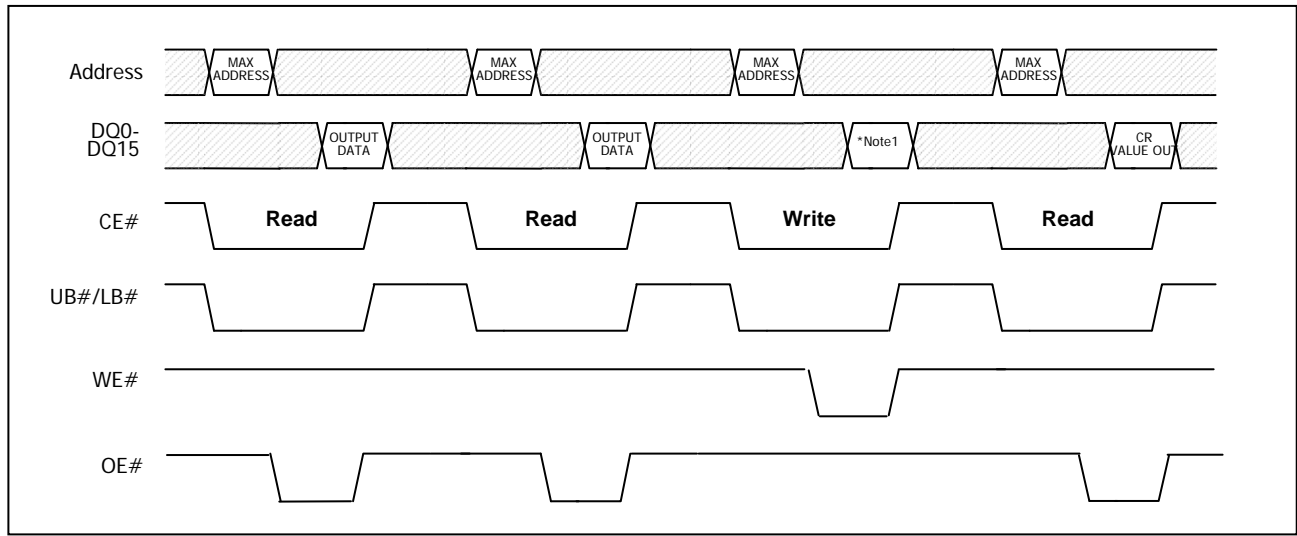 Address
MAX
ADDRESS
MAX
ADDRESS
MAX
ADDRESS
MAX
ADDRESS
DQ0-
DQ15
OUTPUT
DATA
OUTPUT
DATA
*Note1
CR
VALUE OUT
CE#
Read
Read
Write
Read
UB#/LB#
WE#
OE#